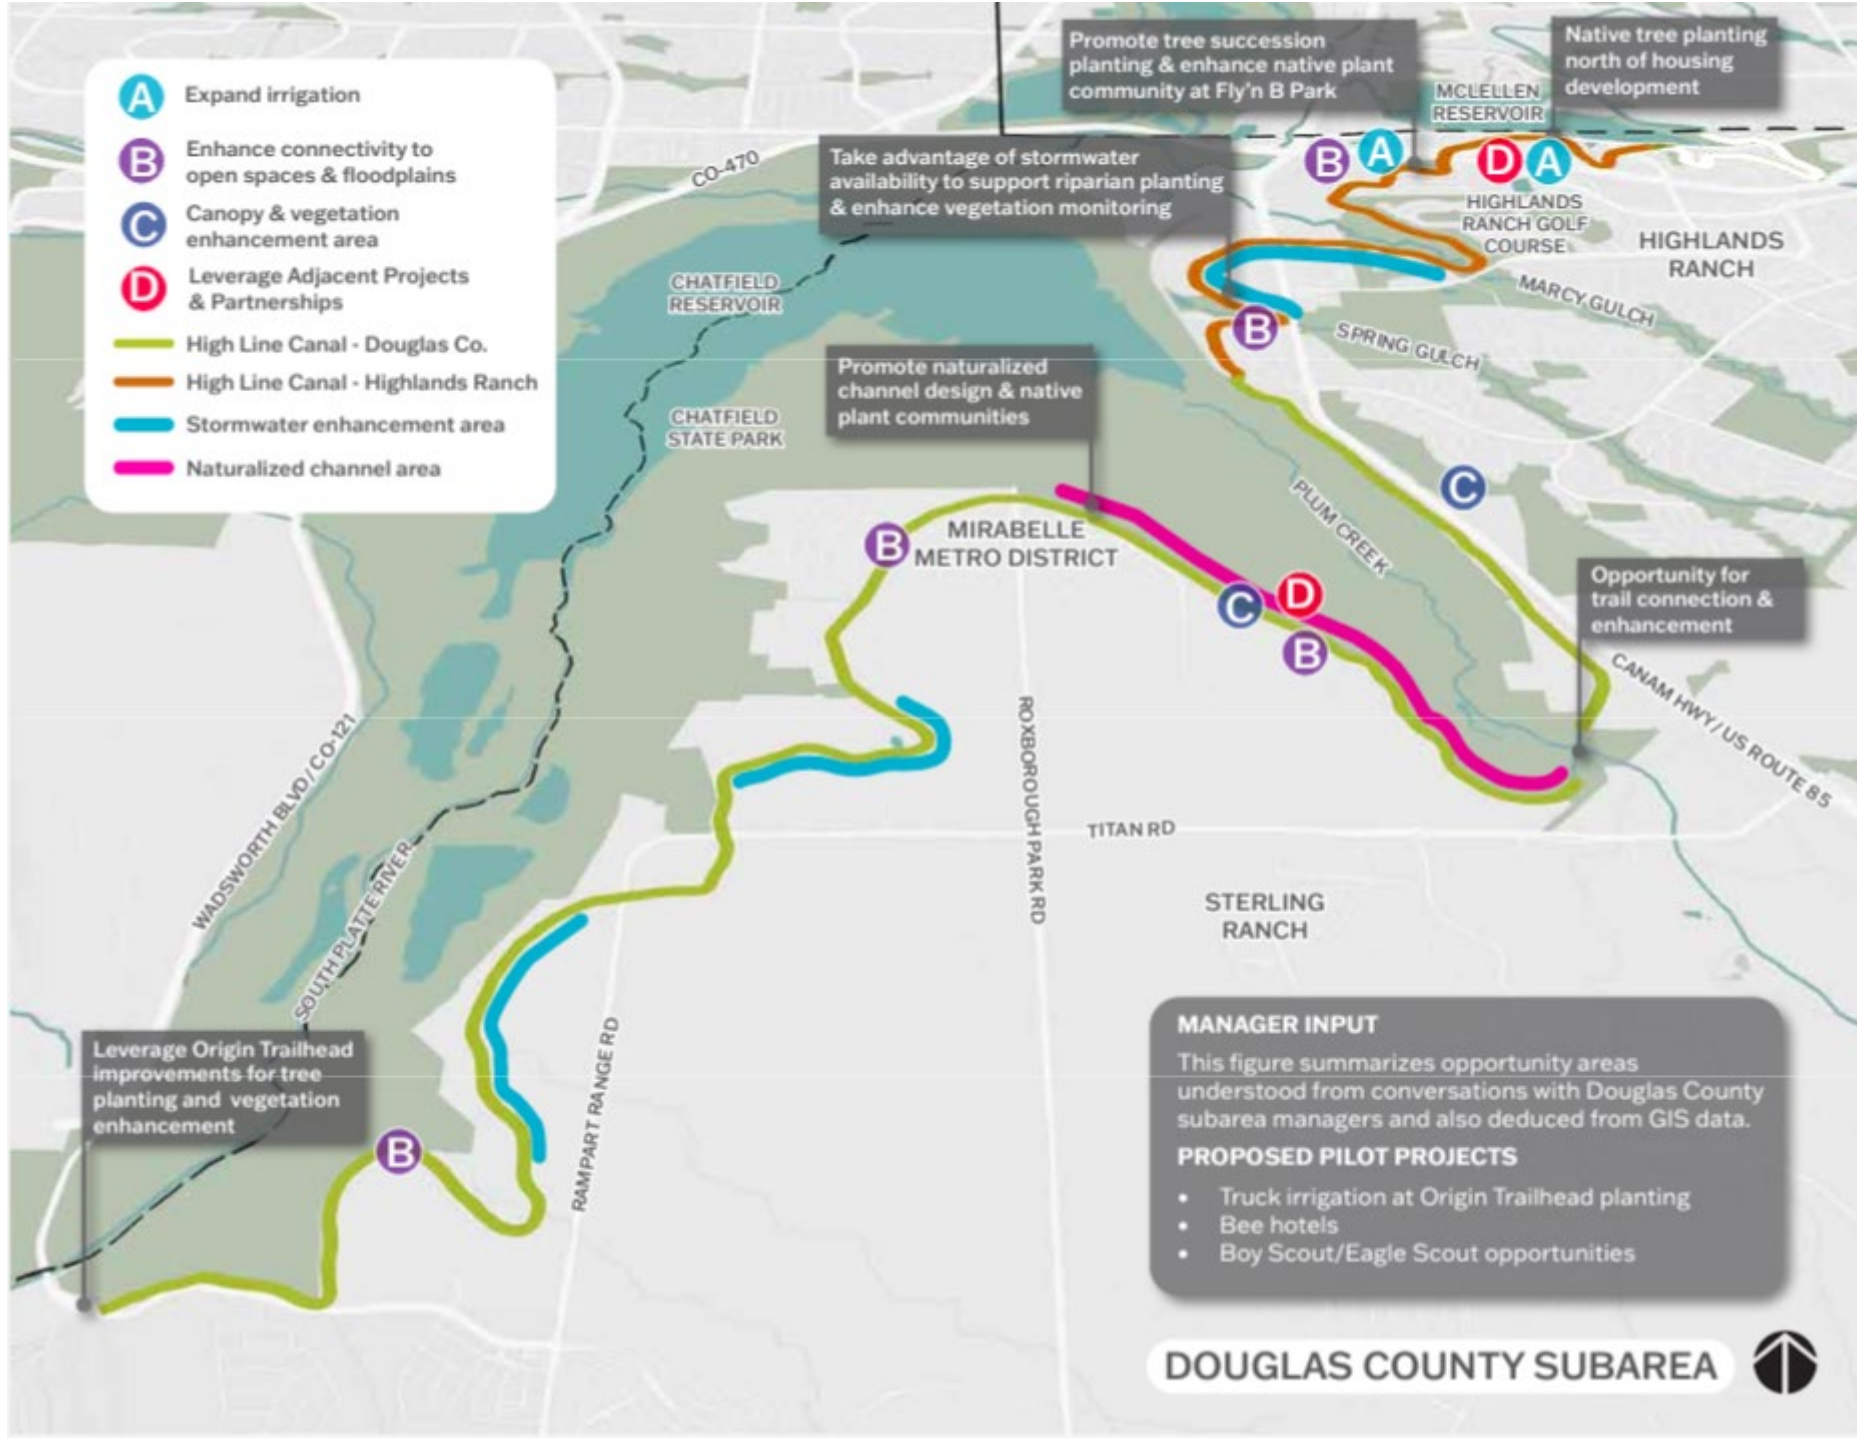 A Expand irrigation
B Enhance connectivity to
open spaces & floodplains
C Canopy & vegetation
enhancement area
D Leverage Adjacent Projects
& Partnerships
High Line Canal - Douglas Co.
High Line Canal - Highlands Ranch
Stormwater enhancement area
Naturalized channel area
Promote tree succession
planting & enhance native plant
community at Fly'n B Park
Native tree planting
north of housing
development
MCLELLEN
RESERVOIR
CO-470
Take advantage of stormwater
availability to support riparian planting
& enhance vegetation monitoring
B
A
D
A
HIGHLANDS
RANCH GOLF
COURSE
HIGHLANDS
RANCH
CHATFIELD
RESERVOIR
MARCY GULCH
B
SPRING GULCH
Promote naturalized
channel design & native
plant communities
CHATFIELD
STATE PARK
C
PLUM CREEK
B
MIRABELLE
METRO DISTRICT
D
C
B
Opportunity for
trail connection &
enhancement
CANAM HWY / US ROUTE 85
WADSWORTH BLVD / CO-121
ROXBOROUGH PARK RD
TITAN RD
SOUTH PLATTE RIVER
STERLING
RANCH
RAMPART RANGE RD
Leverage Origin Trailhead
improvements for tree
planting and vegetation
enhancement
B
MANAGER INPUT
This figure summarizes opportunity areas
understood from conversations with Douglas County
subarea managers and also deduced from GIS data.
PROPOSED PILOT PROJECTS
• Truck irrigation at Origin Trailhead planting
• Bee hotels
• Boy Scout/Eagle Scout opportunities
DOUGLAS COUNTY SUBAREA